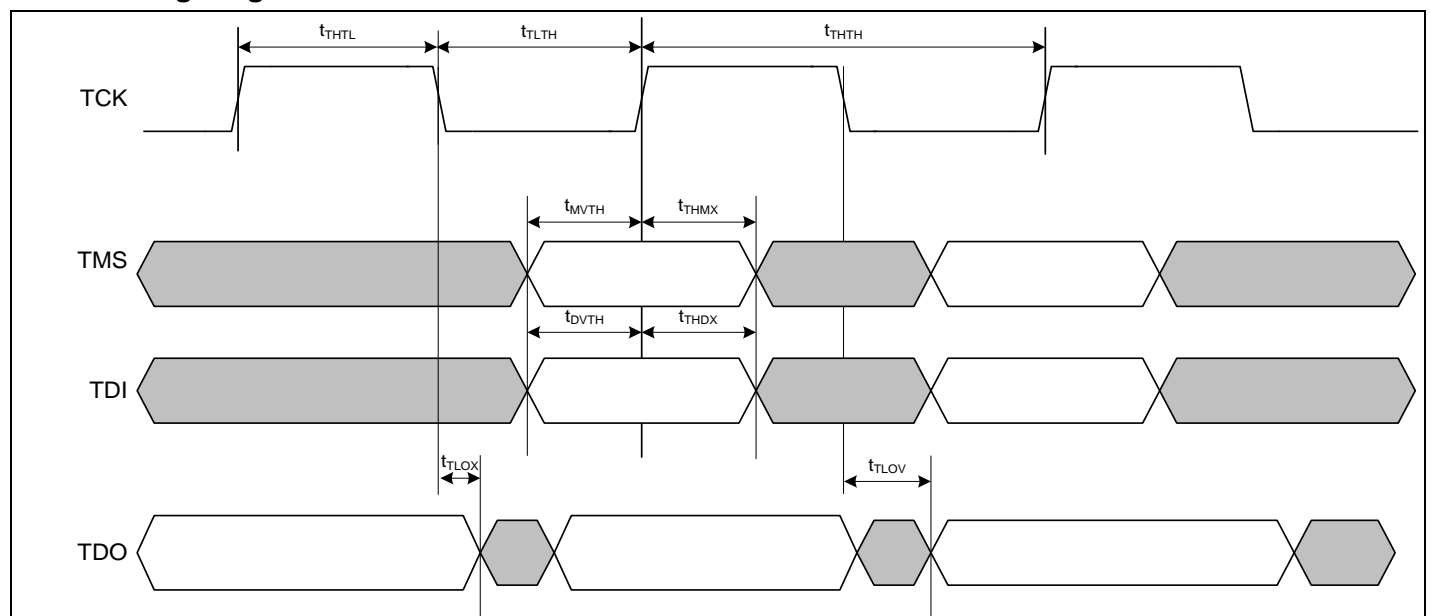 tTHTL tTLTH tTHTH
TCK
tMVTH tTHMX
TMS
tDVTH tTHDX
TDI
tTLOX tTLOV
TDO